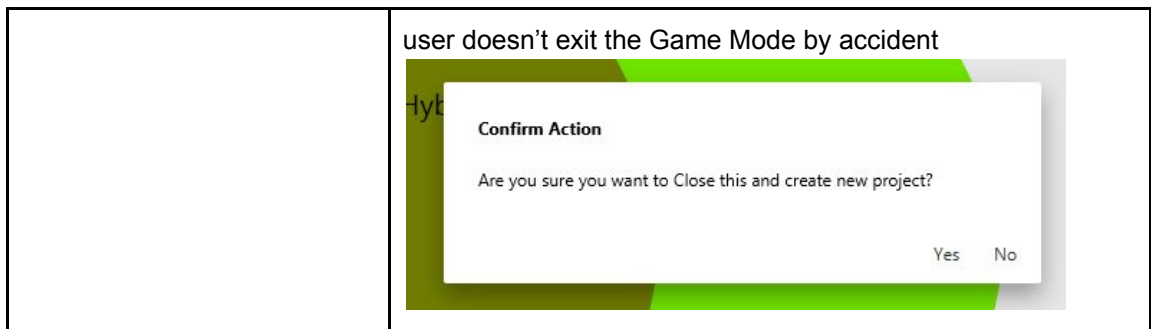 user doesn’t exit the Game Mode by accident
Hyb
Confirm Action
Are you sure you want to Close this and create new project?
Yes No